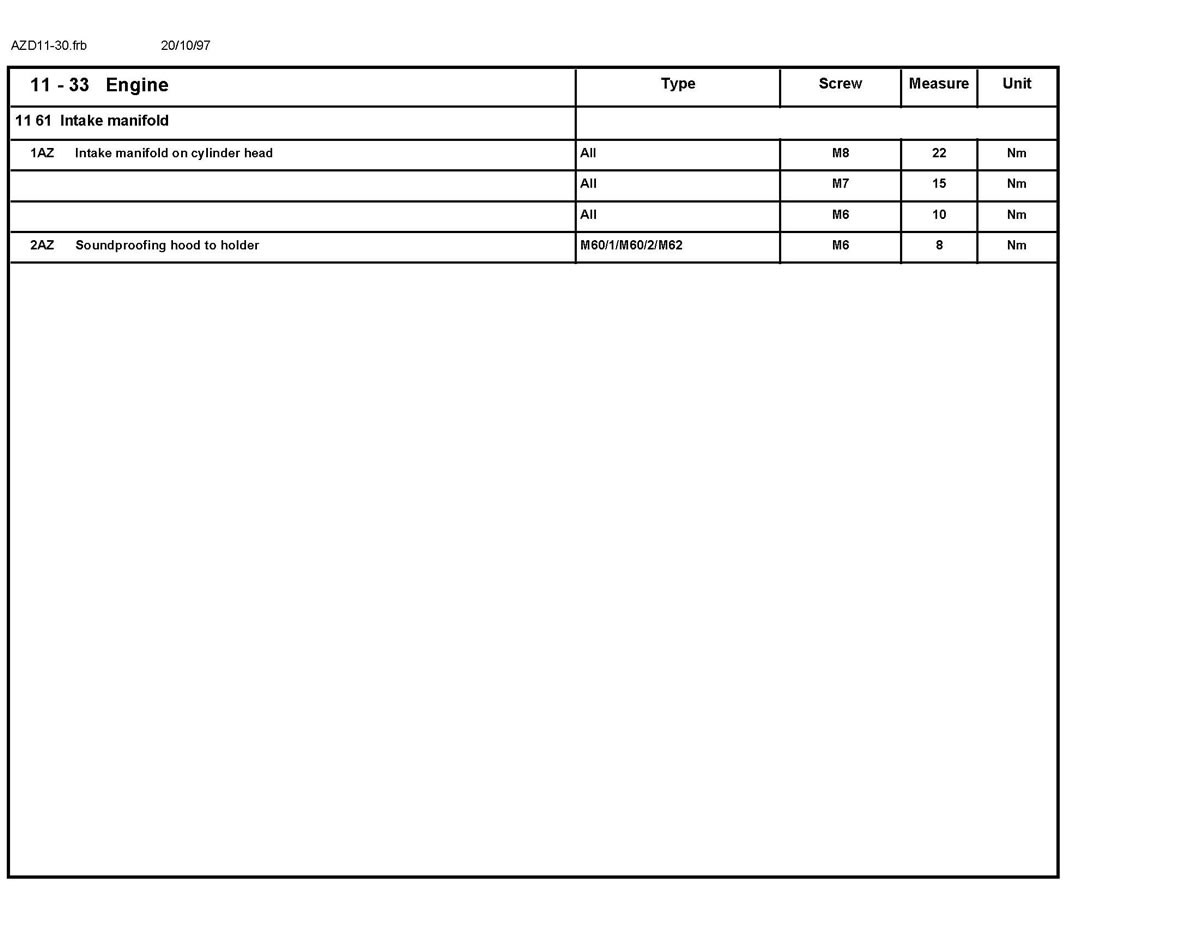 AZD11-30.frb 20/10/97
11 - 33 Engine Type Screw Measure Unit
11 61 Intake manifold
1AZ Intake manifold on cylinder head All M8 22 Nm
All M7 15 Nm
All M6 10 Nm
2AZ Soundproofing hood to holder M60/1/M60/2/M62 M6 8 Nm